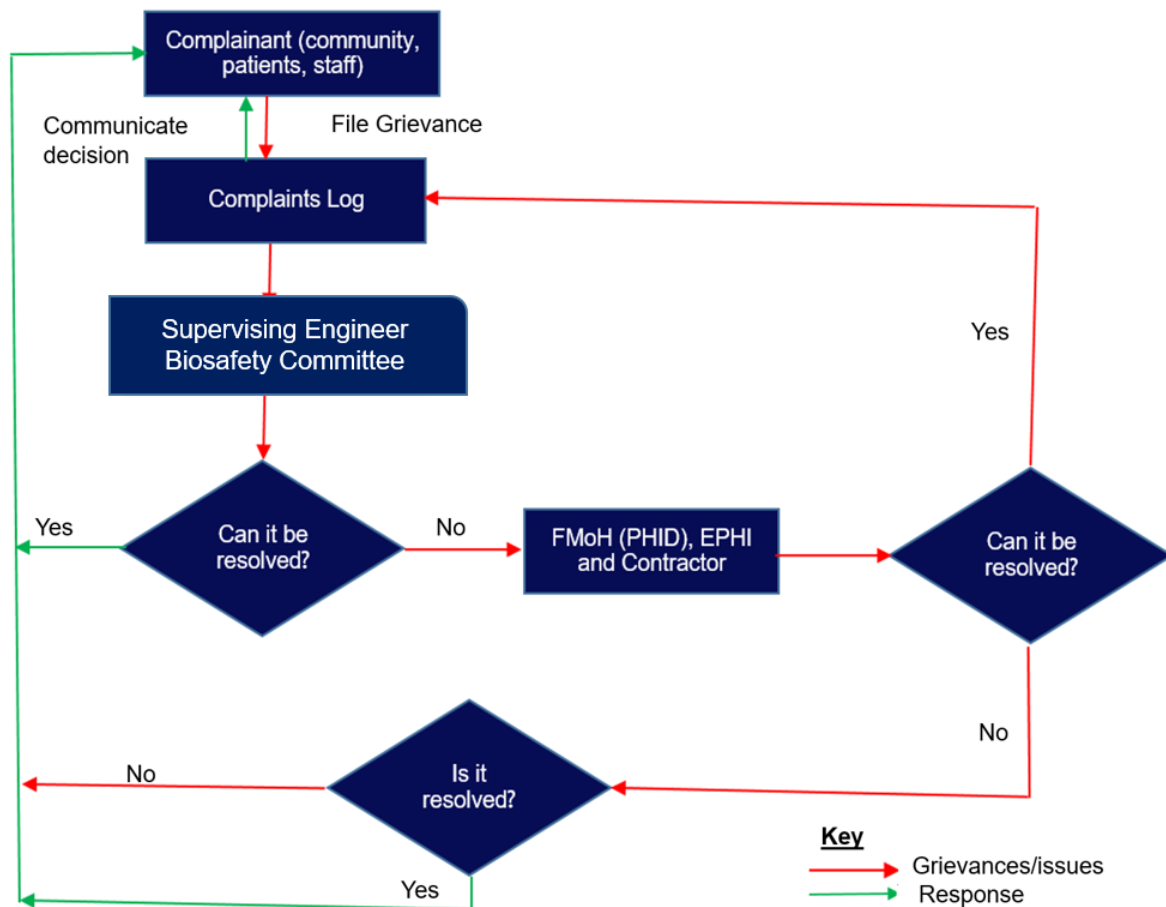 Complainant (community,
patients, staff)
Communicate
decision
File Grievance
Complaints Log
Supervising Engineer
Biosafety Committee
Yes
Yes
Can it be
resolved?
No
FMoH (PHID), EPHI
and Contractor
Can it be
resolved?
No
No
Is it
resolved?
Yes
Key
Grievances/issues
Response